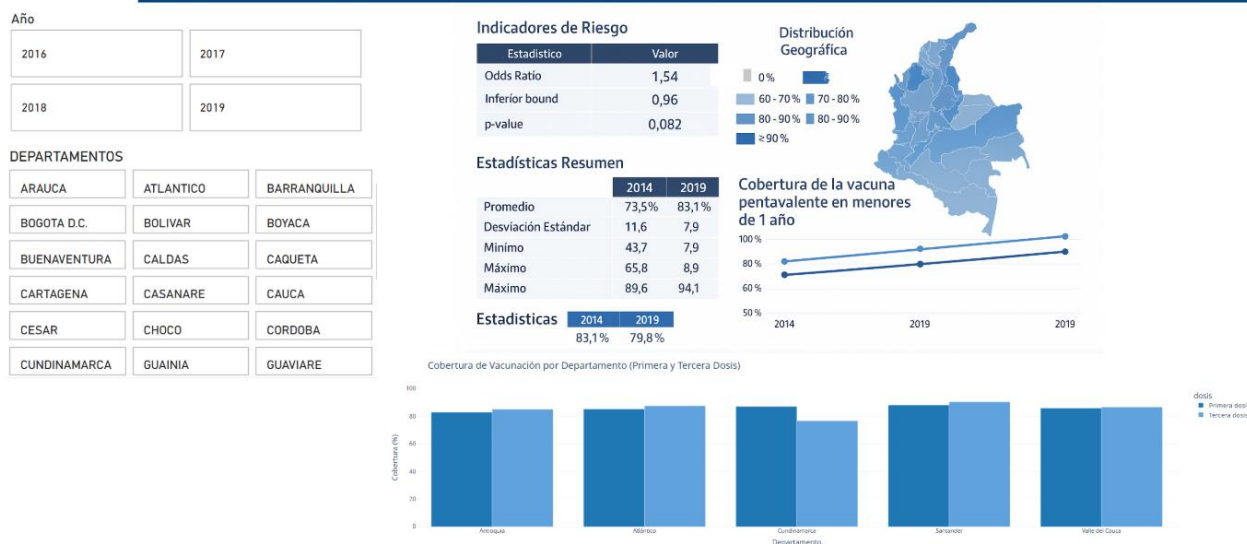 Año
2016
2017
2018
2019
DEPARTAMENTOS
ARAUCA
ATLANTICO
BARRANQUILLA
BOGOTA D.C.
BOLIVAR
BOYACA
BUENAVENTURA
CALDAS
CAQUETA
CARTAGENA
CASANARE
CAUCA
CESAR
CHOCO
CORDOBA
CUNDINAMARCA
GUAINIA
GUAVIARE
Indicadores de Riesgo
Estadistico Valor
Odds Ratío 1,54
Inferíor bound 0,96
p-value 0,082
Estadísticas Resumen
2014 2019
Promedio 73,5% 83,1%
Desviación Estándar 11,6 7,9
Minímo 43,7 7,9
Máximo 65,8 8,9
Máximo 89,6 94,1
Estadisticas 2014 2019
83,1% 79,8%
Distribución
Geográfica
0%
60-70% 70-80%
80-90% 80-90%
≥90%
Cobertura de la vacuna
pentavalente en menores
de 1 año
100 %
80 %
60 %
50 %
2014 2019 2019
Cobertura de Vacunación por Departamento (Primera y Tercera Dosis)
Cobertura (%)
100
80
60
40
20
0
Antioquia Atlántico Cundinamarca Santander Valle del Cauca
Departamento
dosis
Primera dosis
Tercera dosis